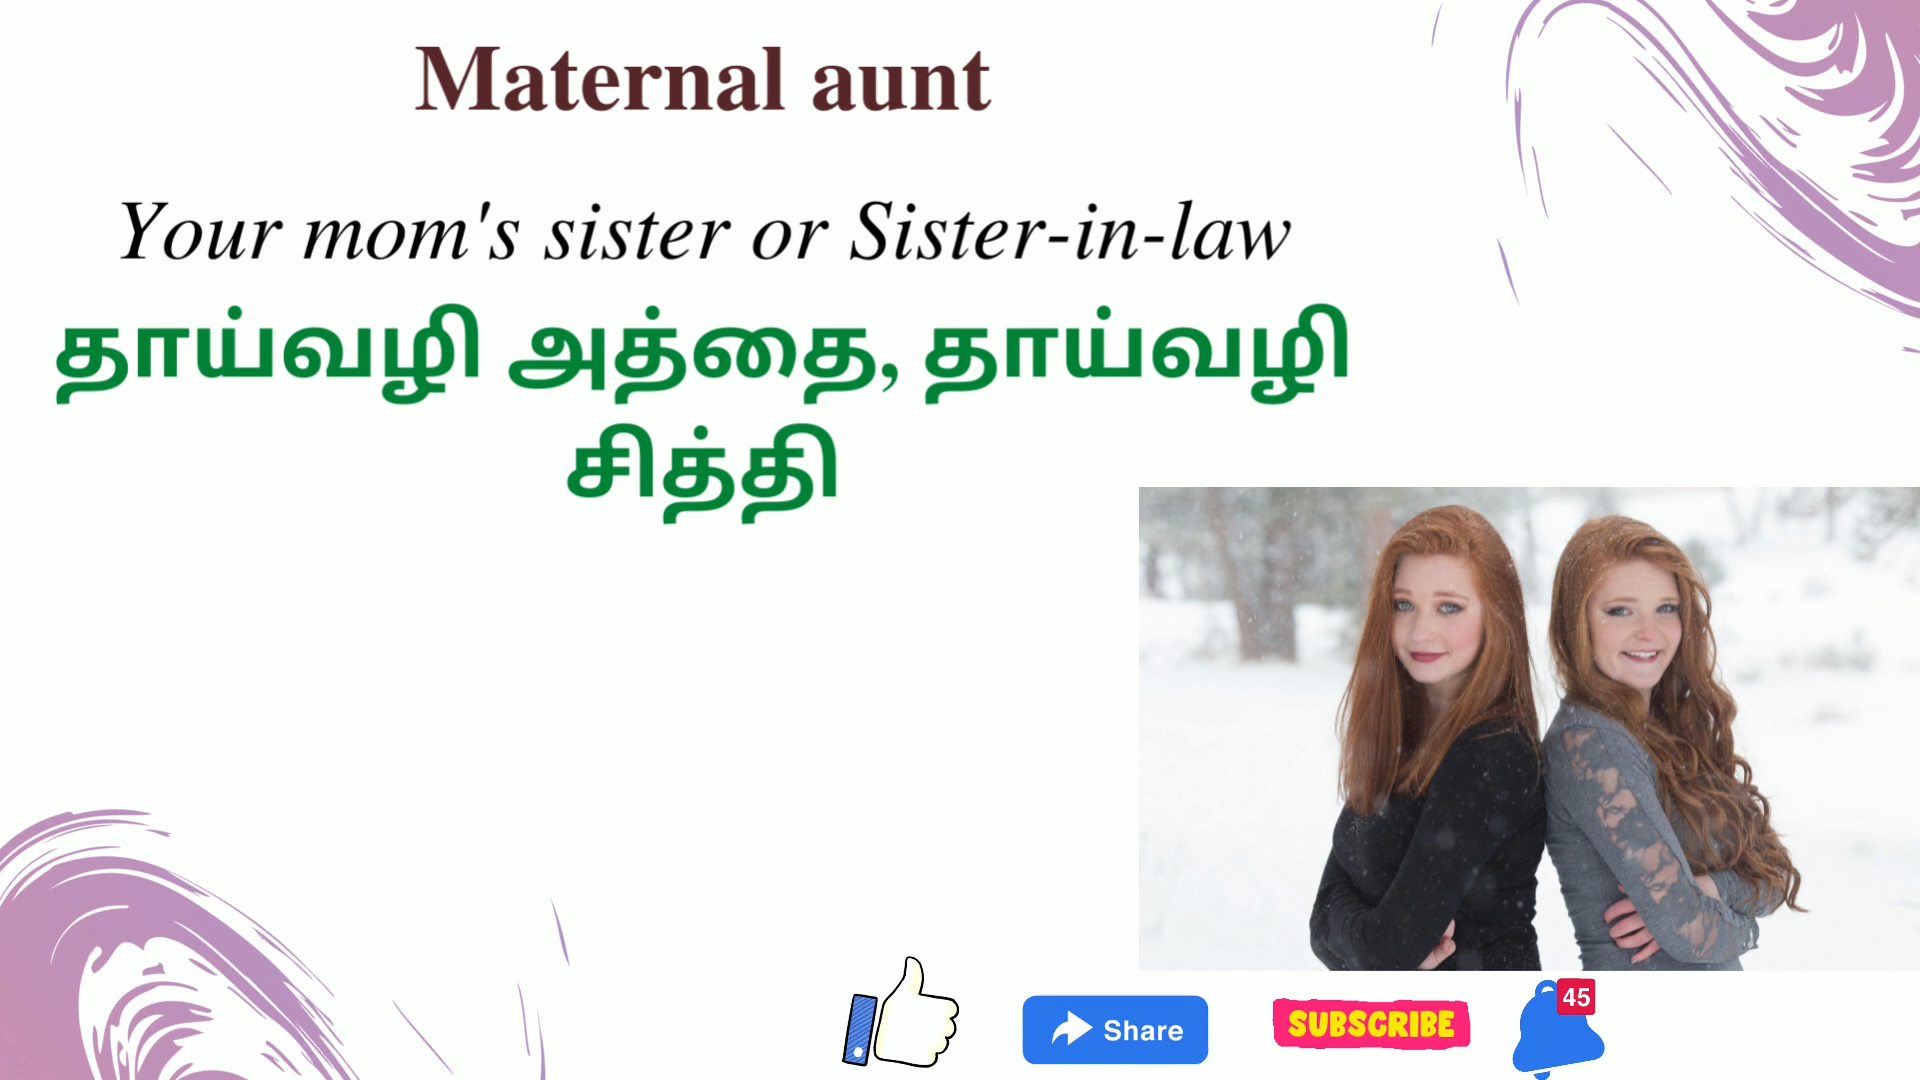 Maternal aunt
Your mom's sister or Sister-in-law
தாய்வழி அத்தை, தாய்வழி
சித்தி
Share
SUBSCRIBE
45